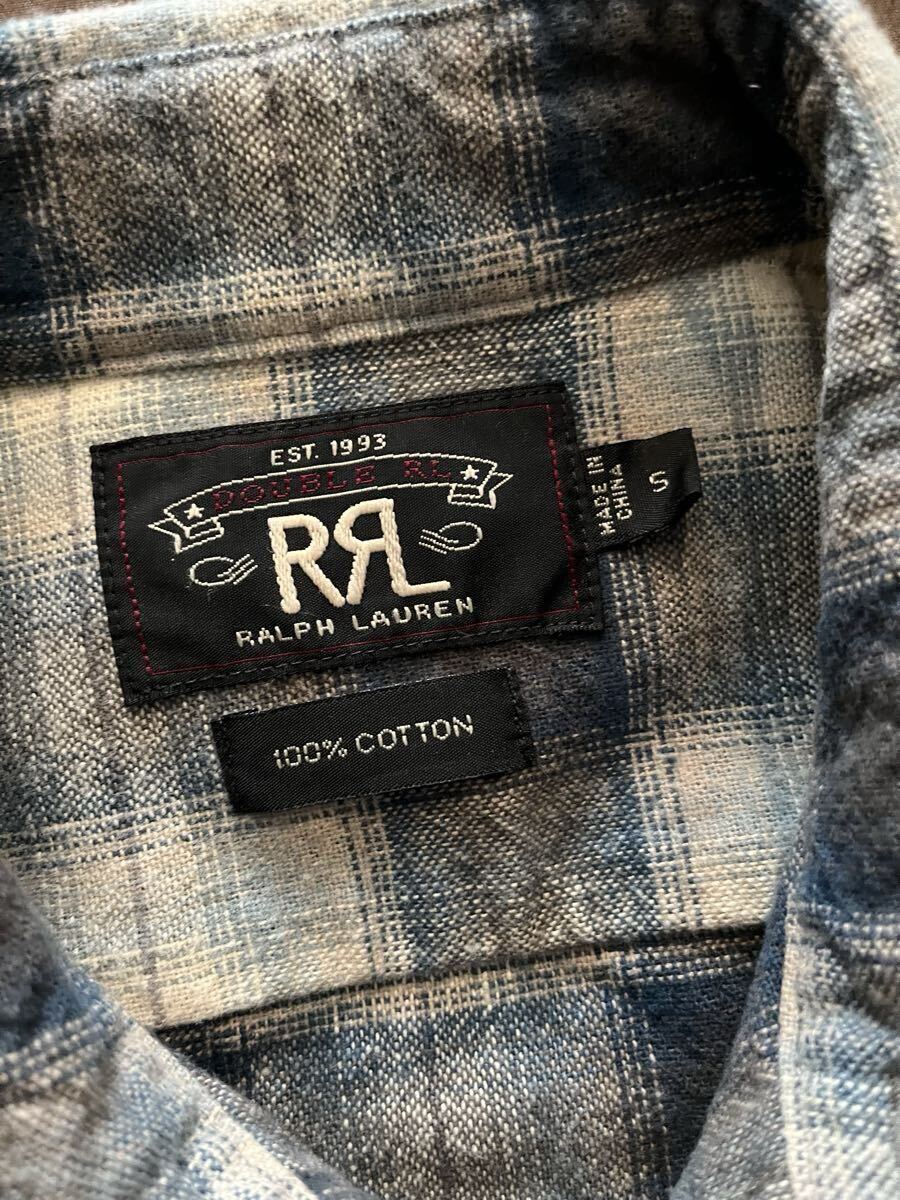 EST. 1993
DOUBLE RL
RRL
RALPH LAUREN
MADE IN
CHINA
S
100% COTTON